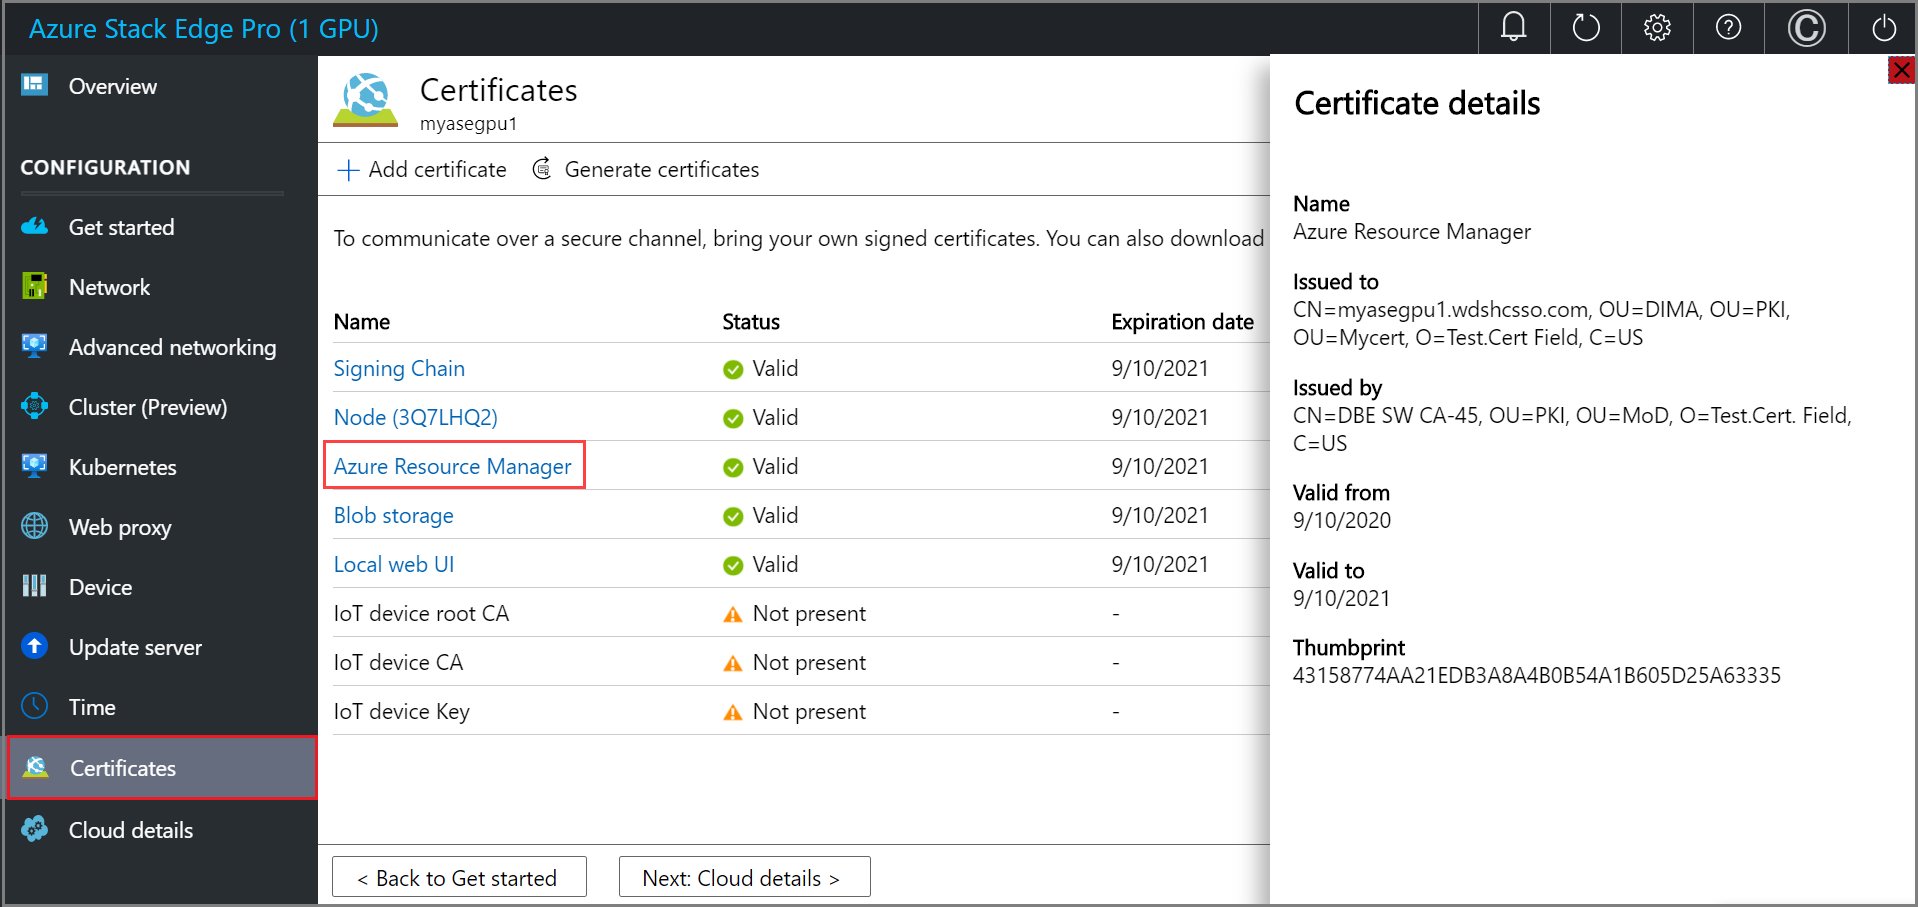 Azure Stack Edge Pro (1 GPU)
Overview
CONFIGURATION
Get started
Network
Advanced networking
Cluster (Preview)
Kubernetes
Web proxy
Device
Update server
Time
Certificates
Cloud details
Certificates
myasegpu1
Add certificate Generate certificates
To communicate over a secure channel, bring your own signed certificates. You can also download
Name Status Expiration date
Signing Chain Valid 9/10/2021
Node (3Q7LHQ2) Valid 9/10/2021
Azure Resource Manager Valid 9/10/2021
Blob storage Valid 9/10/2021
Local web UI Valid 9/10/2021
IoT device root CA Not present -
IoT device CA Not present -
IoT device Key Not present -
< Back to Get started Next: Cloud details >
Certificate details
Name
Azure Resource Manager
Issued to
CN=myasegpu1.wdshcsso.com, OU=DIMA, OU=PKI,
OU=Mycert, O=Test.Cert Field, C=US
Issued by
CN=DBE SW CA-45, OU=PKI, OU=MoD, O=Test.Cert. Field,
C=US
Valid from
9/10/2020
Valid to
9/10/2021
Thumbprint
43158774AA21EDB3A8A4B0B54A1B605D25A63335